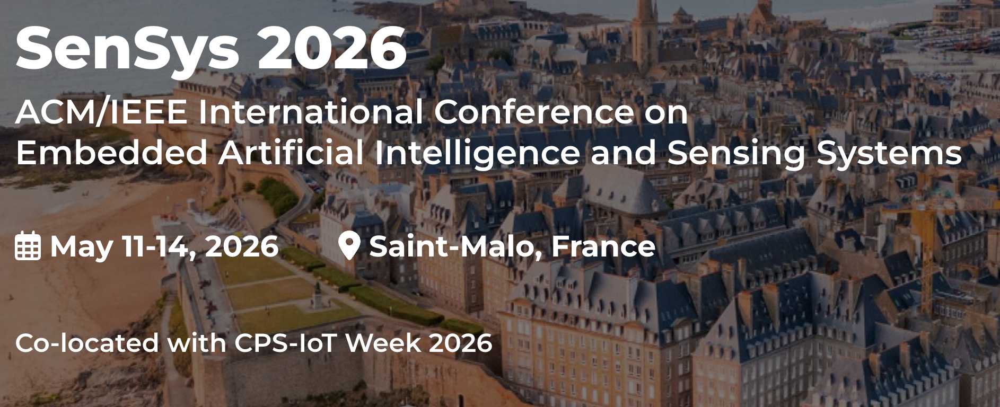 SenSys 2026
ACM/IEEE International Conference on
Embedded Artificial Intelligence and Sensing Systems
May 11-14, 2026
Saint-Malo, France
Co-located with CPS-IoT Week 2026